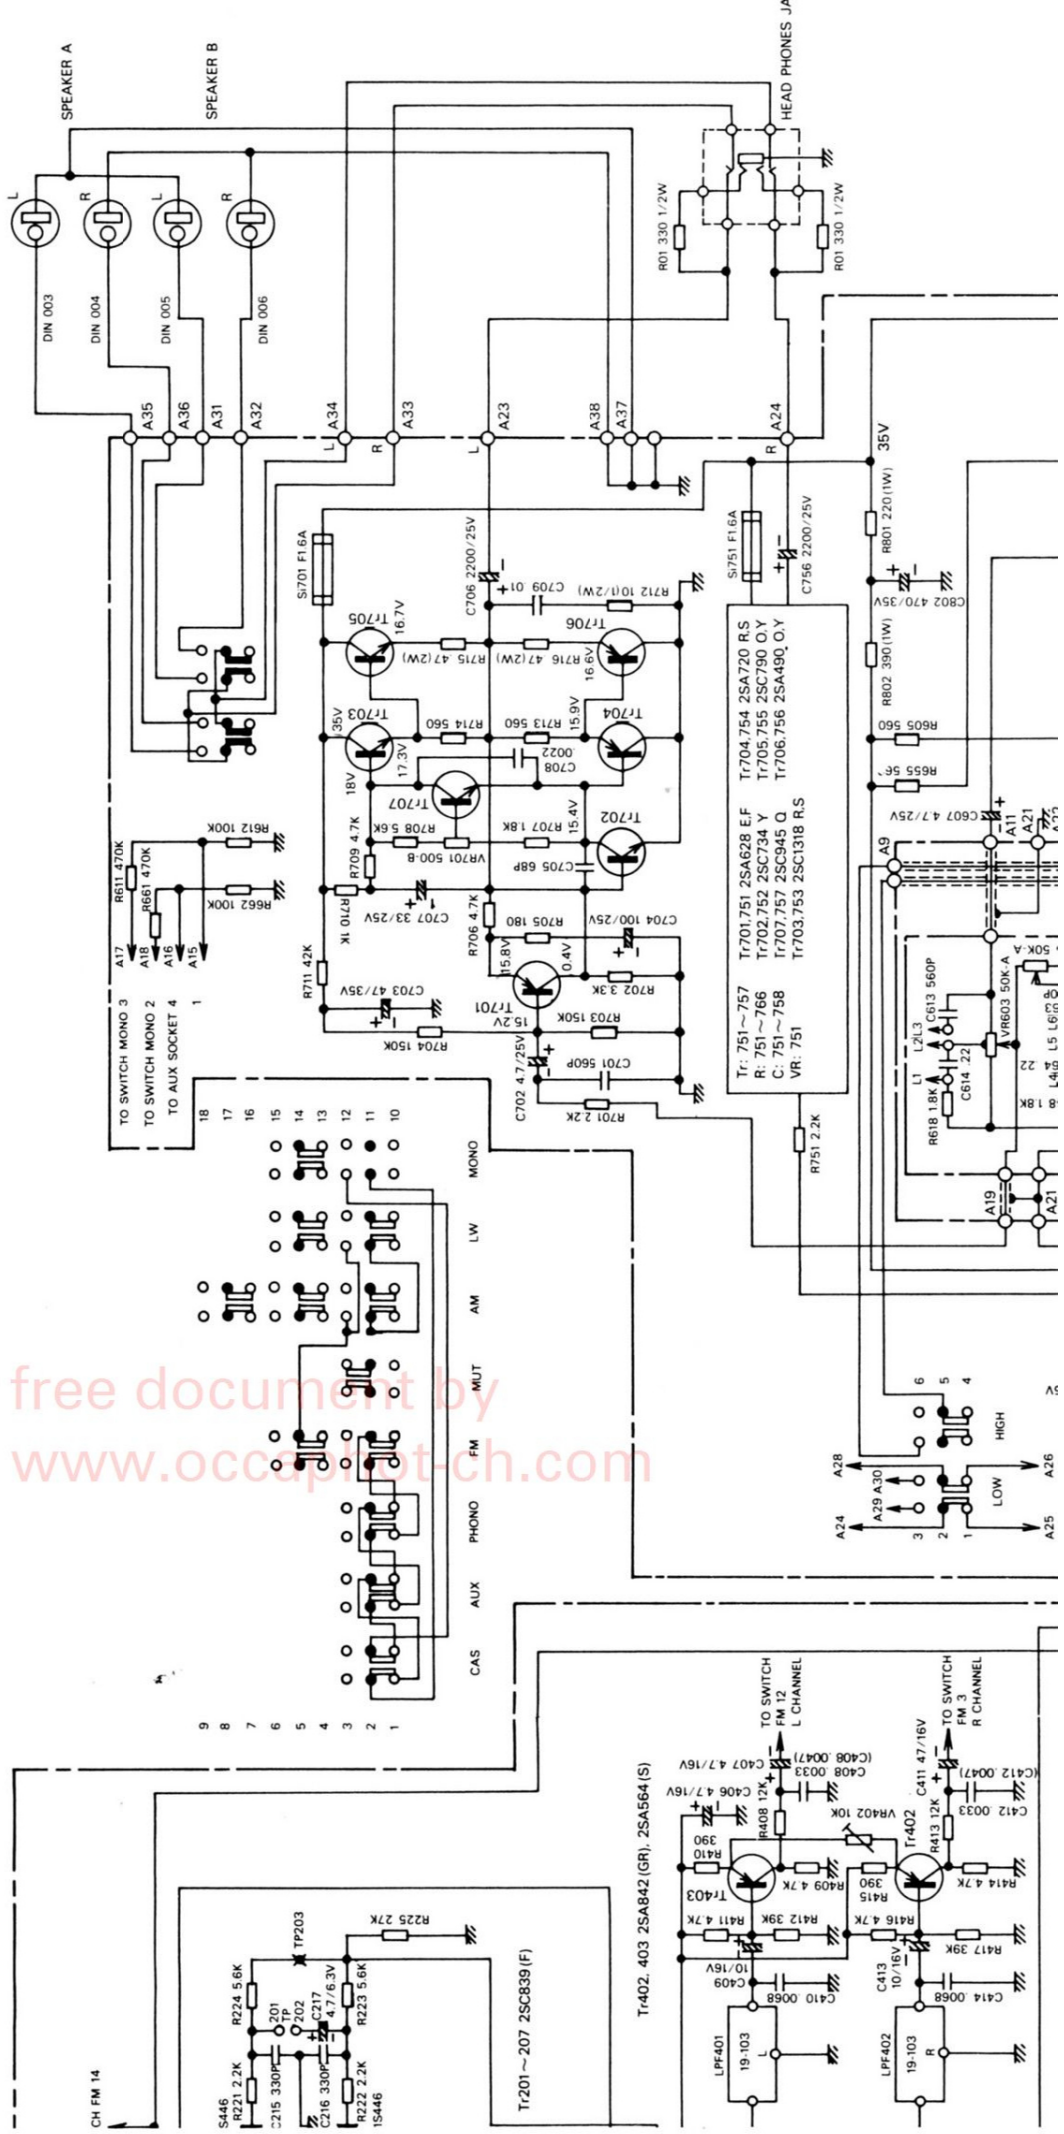 SPEAKER A
SPEAKER B
L
R
L
R
DIN 003
DIN 004
DIN 005
DIN 006
A35
A36
A31
A32
A34
A33
A23
A38
A37
A24
L
R
L
R
HEAD PHONES JA
R01 330 1/2W
R01 330 1/2W
35V
R801 220(1W)
C802 470/35V
R802 390(1W)
R605 560
C607 4.7/25V
A9
A11
A21
Si701 F1.6A
Si751 F1.6A
C706 2200/25V
C756 2200/25V
C709 .01
R712 10(1/2W)
Tr705
16.7V
R715 .47(2W)
R716 .47(2W)
Tr706
16.6V
Tr703
35V
17.3V
18V
R714 560
R713 560
15.9V
Tr704
.0022
C708
Tr707
R708 5.6K
VR701 500-B
R707 1.8K
15.4V
Tr702
R709 4.7K
R710 1K
C707 33/25V
C705 68P
R706 4.7K
R705 180
C704 100/25V
15.8V
0.4V
Tr701
15.2V
R702 3.3K
R703 150K
R711 42K
C703 47/35V
R704 150K
C702 4.7/25V
C701 560P
R701 2.2K
R751 2.2K
Tr: 751~757
R: 751~766
C: 751~758
VR: 751
Tr701,751 2SA628 E.F
Tr702,752 2SC734 Y
Tr707,757 2SC945 Q
Tr703,753 2SC1318 R.S
Tr704,754 2SA720 R.S
Tr705,755 2SC790 O.Y
Tr706,756 2SA490 O.Y
R611 470K
R661 470K
R612 100K
R662 100K
A17
A18
A16
A15
TO SWITCH MONO 3
TO SWITCH MONO 2
TO AUX SOCKET 4
1
18
17
16
15
14
13
12
11
10
MONO
LW
AM
MUT
FM
PHONO
AUX
CAS
9
8
7
6
5
4
3
2
1
L1
L2
L3
C613 560P
C614 .22
R618 1.8K
VR603 50K-A
A19
A21
6
5
4
HIGH
LOW
3
2
1
A28
A30
A29
A24
A26
A25
free document by
www.occaphot-ch.com
TO SWITCH
FM 12
L CHANNEL
TO SWITCH
FM 3
R CHANNEL
Tr402, 403 2SA842(GR), 2SA564(S)
C406 4.7/16V
C407 4.7/16V
C408 .0033
(C408 .0047)
R408 12K
R410
390
Tr403
R409 4.7K
R411 4.7K
R412 39K
VR402 10K
C411 47/16V
C412 .0033
(C412 .0047)
R413 12K
Tr402
R414 4.7K
R415
390
R416 4.7K
R417 39K
C409
10/16V
C410 .0068
C413
10/16V
C414 .0068
LPF401
19-103
L
LPF402
19-103
R
R225 27K
TP203
R224 5.6K
R223 5.6K
201
TP
202
C217
4.7/6.3V
R221 2.2K
C215 330P
C216 330P
R222 2.2K
1S446
S446
Tr201~207 2SC839(F)
CH FM 14